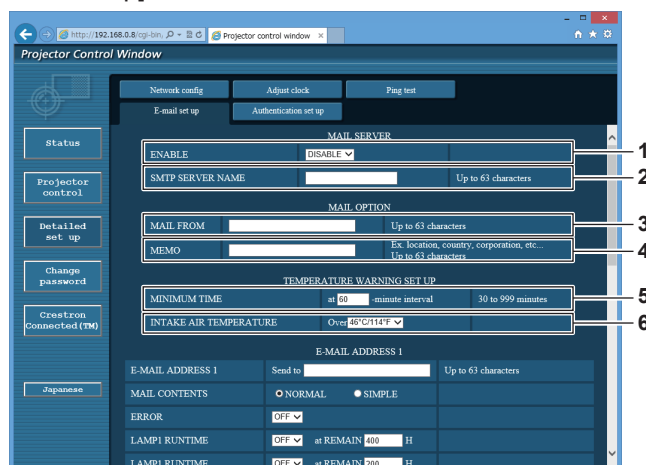 http://192.168.0.8/cgi-bin, Projector control window ×
Projector Control Window
Network config Adjust clock Ping test
E-mail set up Authentication set up
Status
Projector control
Detailed set up
Change password
Crestron Connected(TM)
Japanese
MAIL SERVER
ENABLE DISABLE 1
SMTP SERVER NAME Up to 63 characters 2
MAIL OPTION
MAIL FROM Up to 63 characters 3
MEMO Ex. location, country, corporation, etc... 4
Up to 63 characters
TEMPERATURE WARNING SET UP
MINIMUM TIME at 60 -minute interval 30 to 999 minutes 5
INTAKE AIR TEMPERATURE Over 46°C/114°F 6
E-MAIL ADDRESS 1
E-MAIL ADDRESS 1 Send to Up to 63 characters
MAIL CONTENTS NORMAL SIMPLE
ERROR OFF
LAMP1 RUNTIME OFF at REMAIN 400 H
LAMP1 RUNTIME OFF at REMAIN 200 H